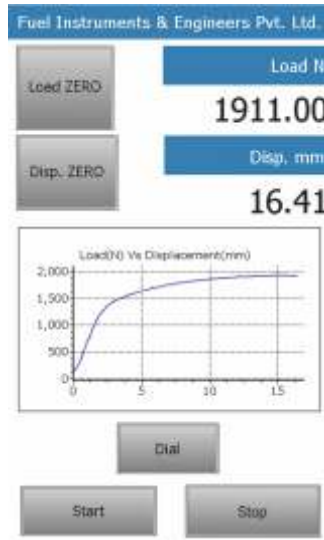 Fuel Instruments & Engineers Pvt. Ltd.
Load ZERO
Load N
1911.00
Disp. ZERO
Disp. mm
16.41
Load(N) Vs Displacement(mm)
2,000
1,500
1,000
500
0
0 5 10 15
Dial
Start Stop